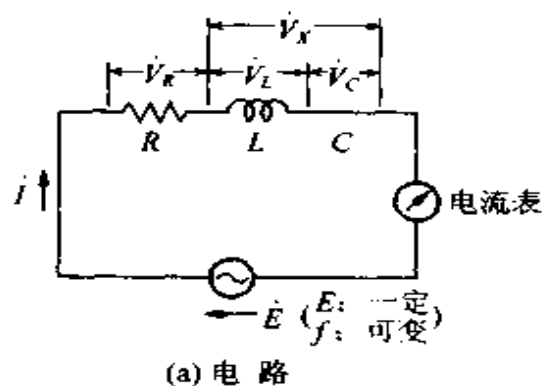 V̇x
V̇R V̇L V̇C
R L C
İ
电流表
Ė (E：一定
f：可变)
(a) 电 路